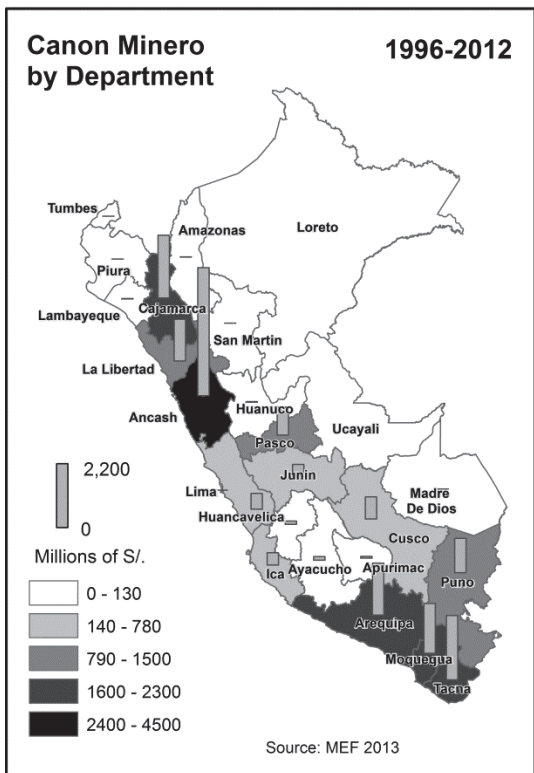 Canon Minero
by Department
1996-2012
Tumbes
Amazonas
Loreto
Piura
Cajamarca
Lambayeque
San Martin
La Libertad
Ancash
Huanuco
Ucayali
Pasco
2,200
0
Junin
Lima
Madre
De Dios
Huancavelica
Cusco
Ica
Ayacucho
Apurimac
Puno
Arequipa
Moquegua
Tacna
Millions of S/.
0 - 130
140 - 780
790 - 1500
1600 - 2300
2400 - 4500
Source: MEF 2013